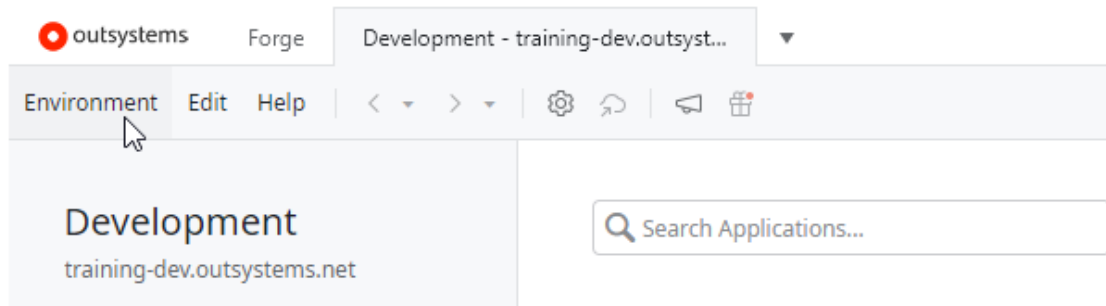 outsystems Forge Development - training-dev.outsyst...
Environment Edit Help
Development
training-dev.outsystems.net
Search Applications...